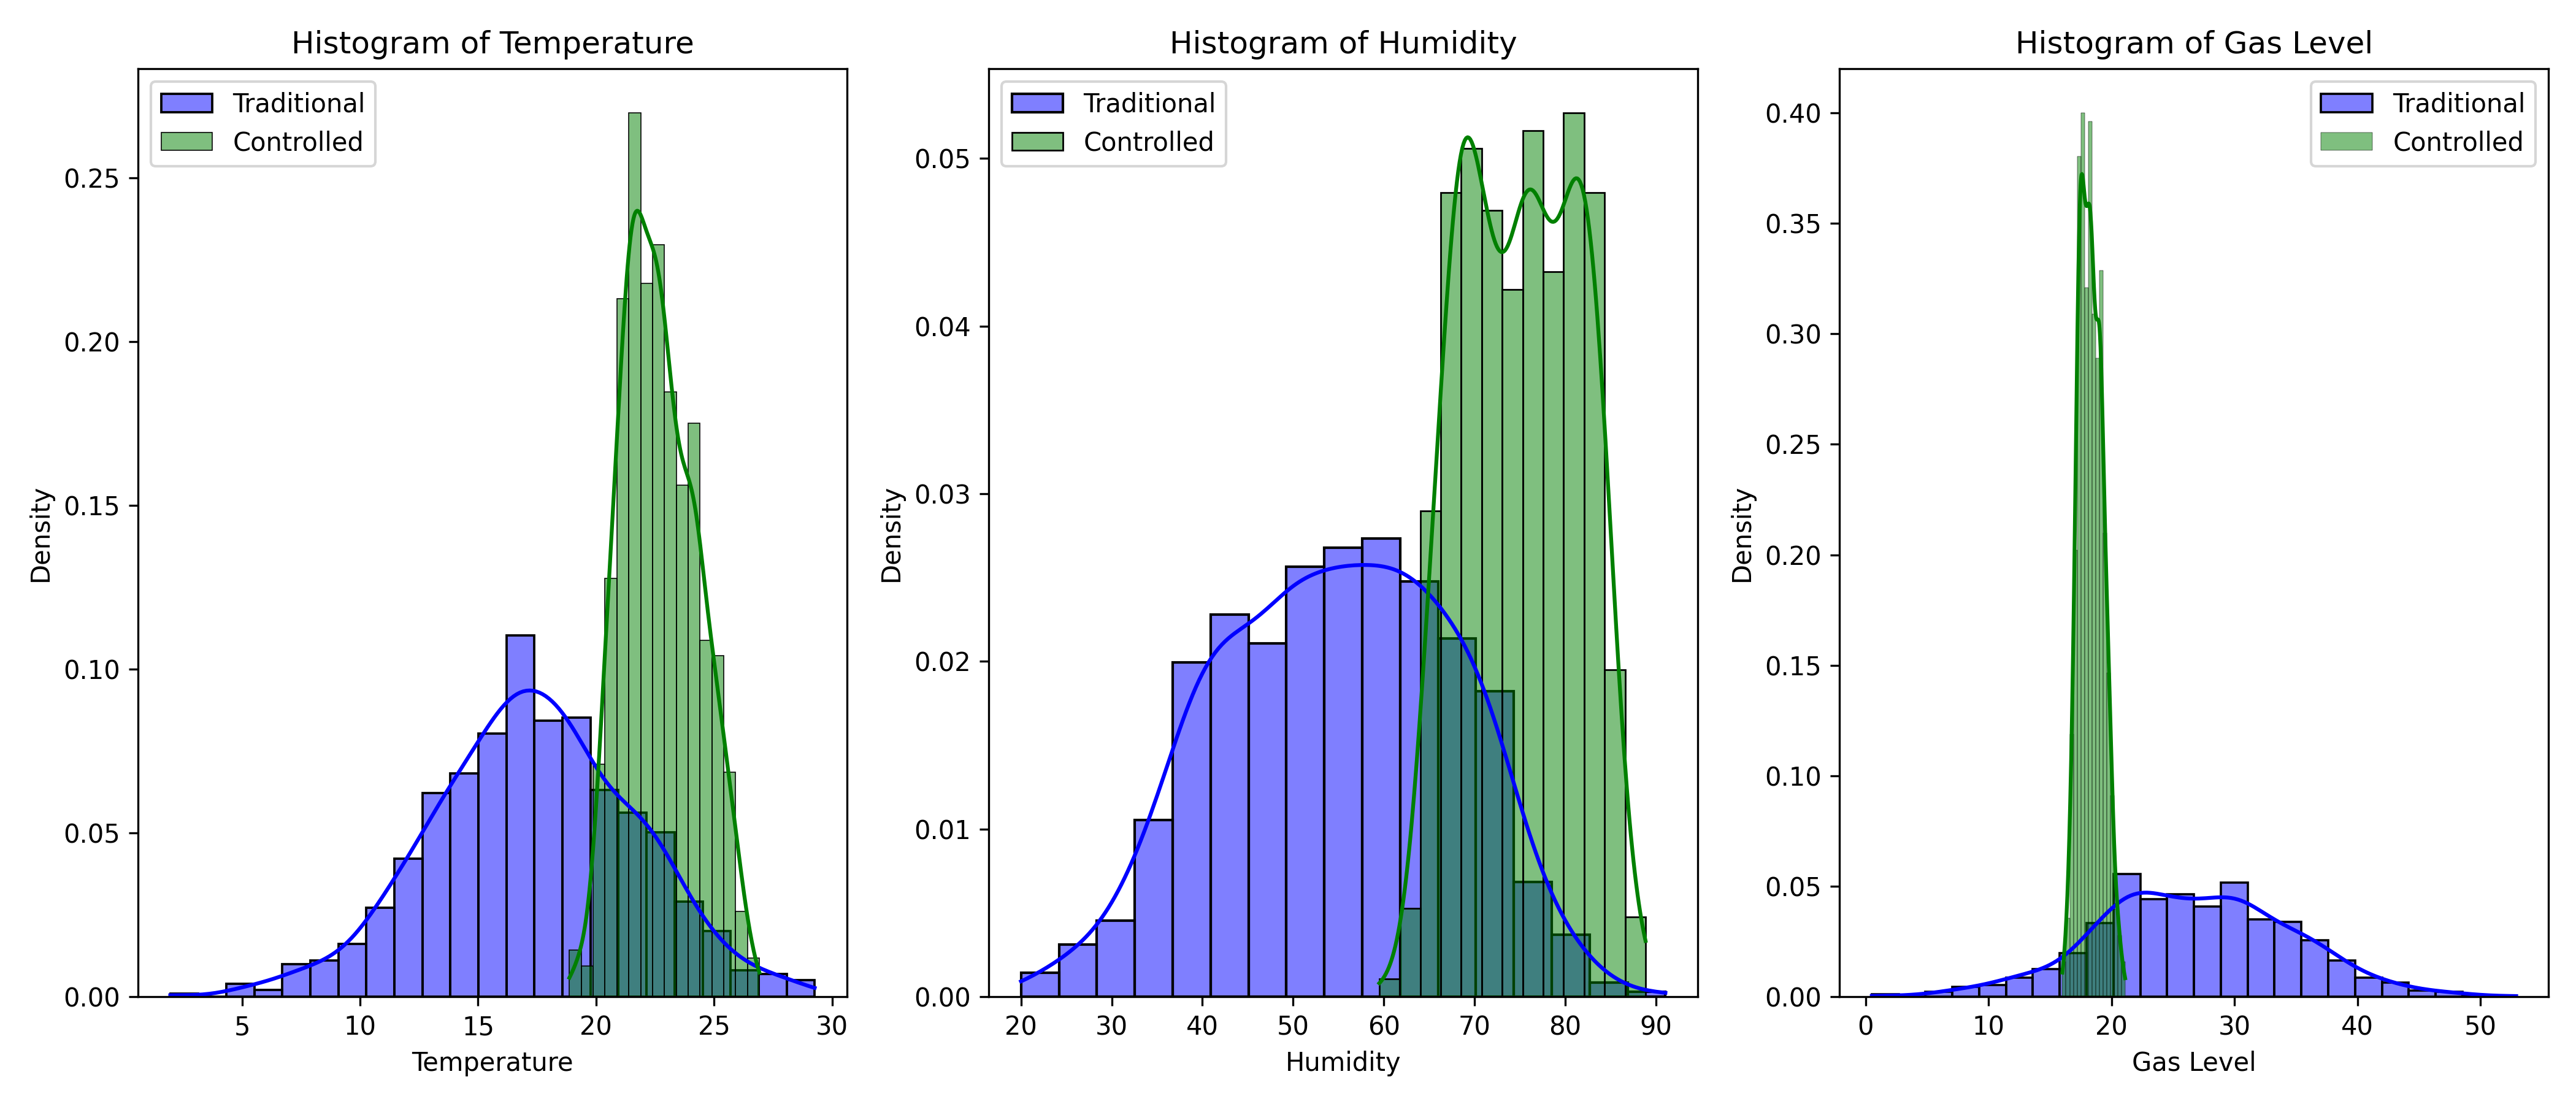 Histogram of Temperature
Traditional
Controlled
Density
0.25
0.20
0.15
0.10
0.05
0.00
5 10 15 20 25 30
Temperature
Histogram of Humidity
Traditional
Controlled
Density
0.05
0.04
0.03
0.02
0.01
0.00
20 30 40 50 60 70 80 90
Humidity
Histogram of Gas Level
Traditional
Controlled
Density
0.40
0.35
0.30
0.25
0.20
0.15
0.10
0.05
0.00
0 10 20 30 40 50
Gas Level